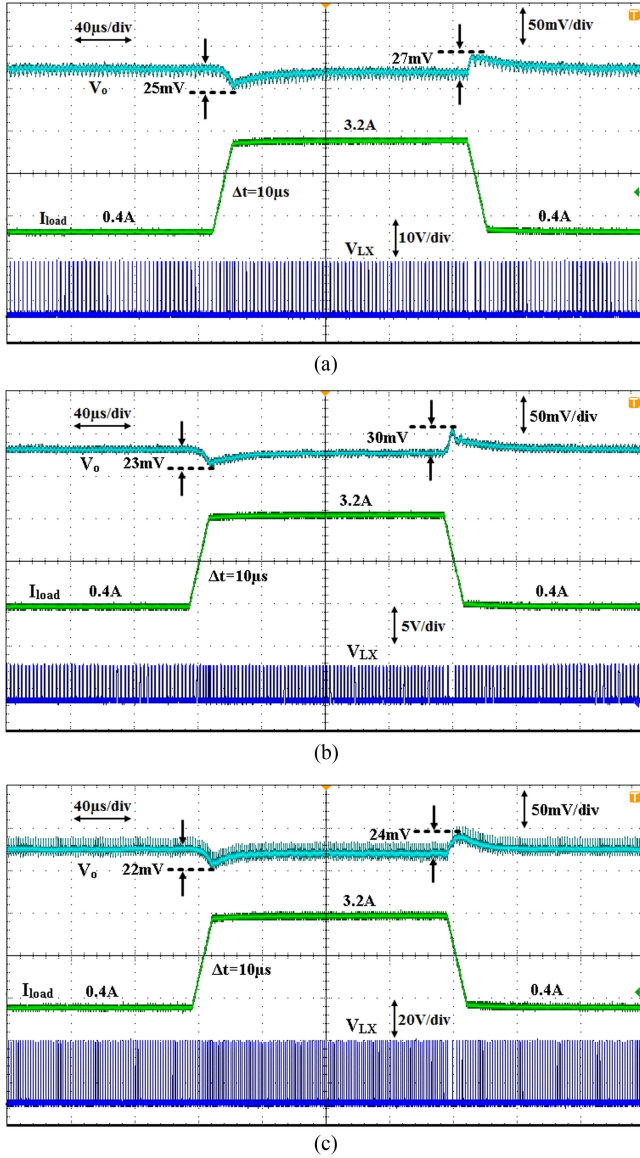 T
40µs/div
50mV/div
27mV
Vo
25mV
3.2A
Δt=10µs
Iload
0.4A
0.4A
10V/div
VLX
(a)
T
40µs/div
50mV/div
30mV
Vo
23mV
3.2A
Iload
0.4A
Δt=10µs
0.4A
5V/div
VLX
(b)
T
40µs/div
50mV/div
24mV
Vo
22mV
3.2A
Δt=10µs
Iload
0.4A
0.4A
20V/div
VLX
(c)